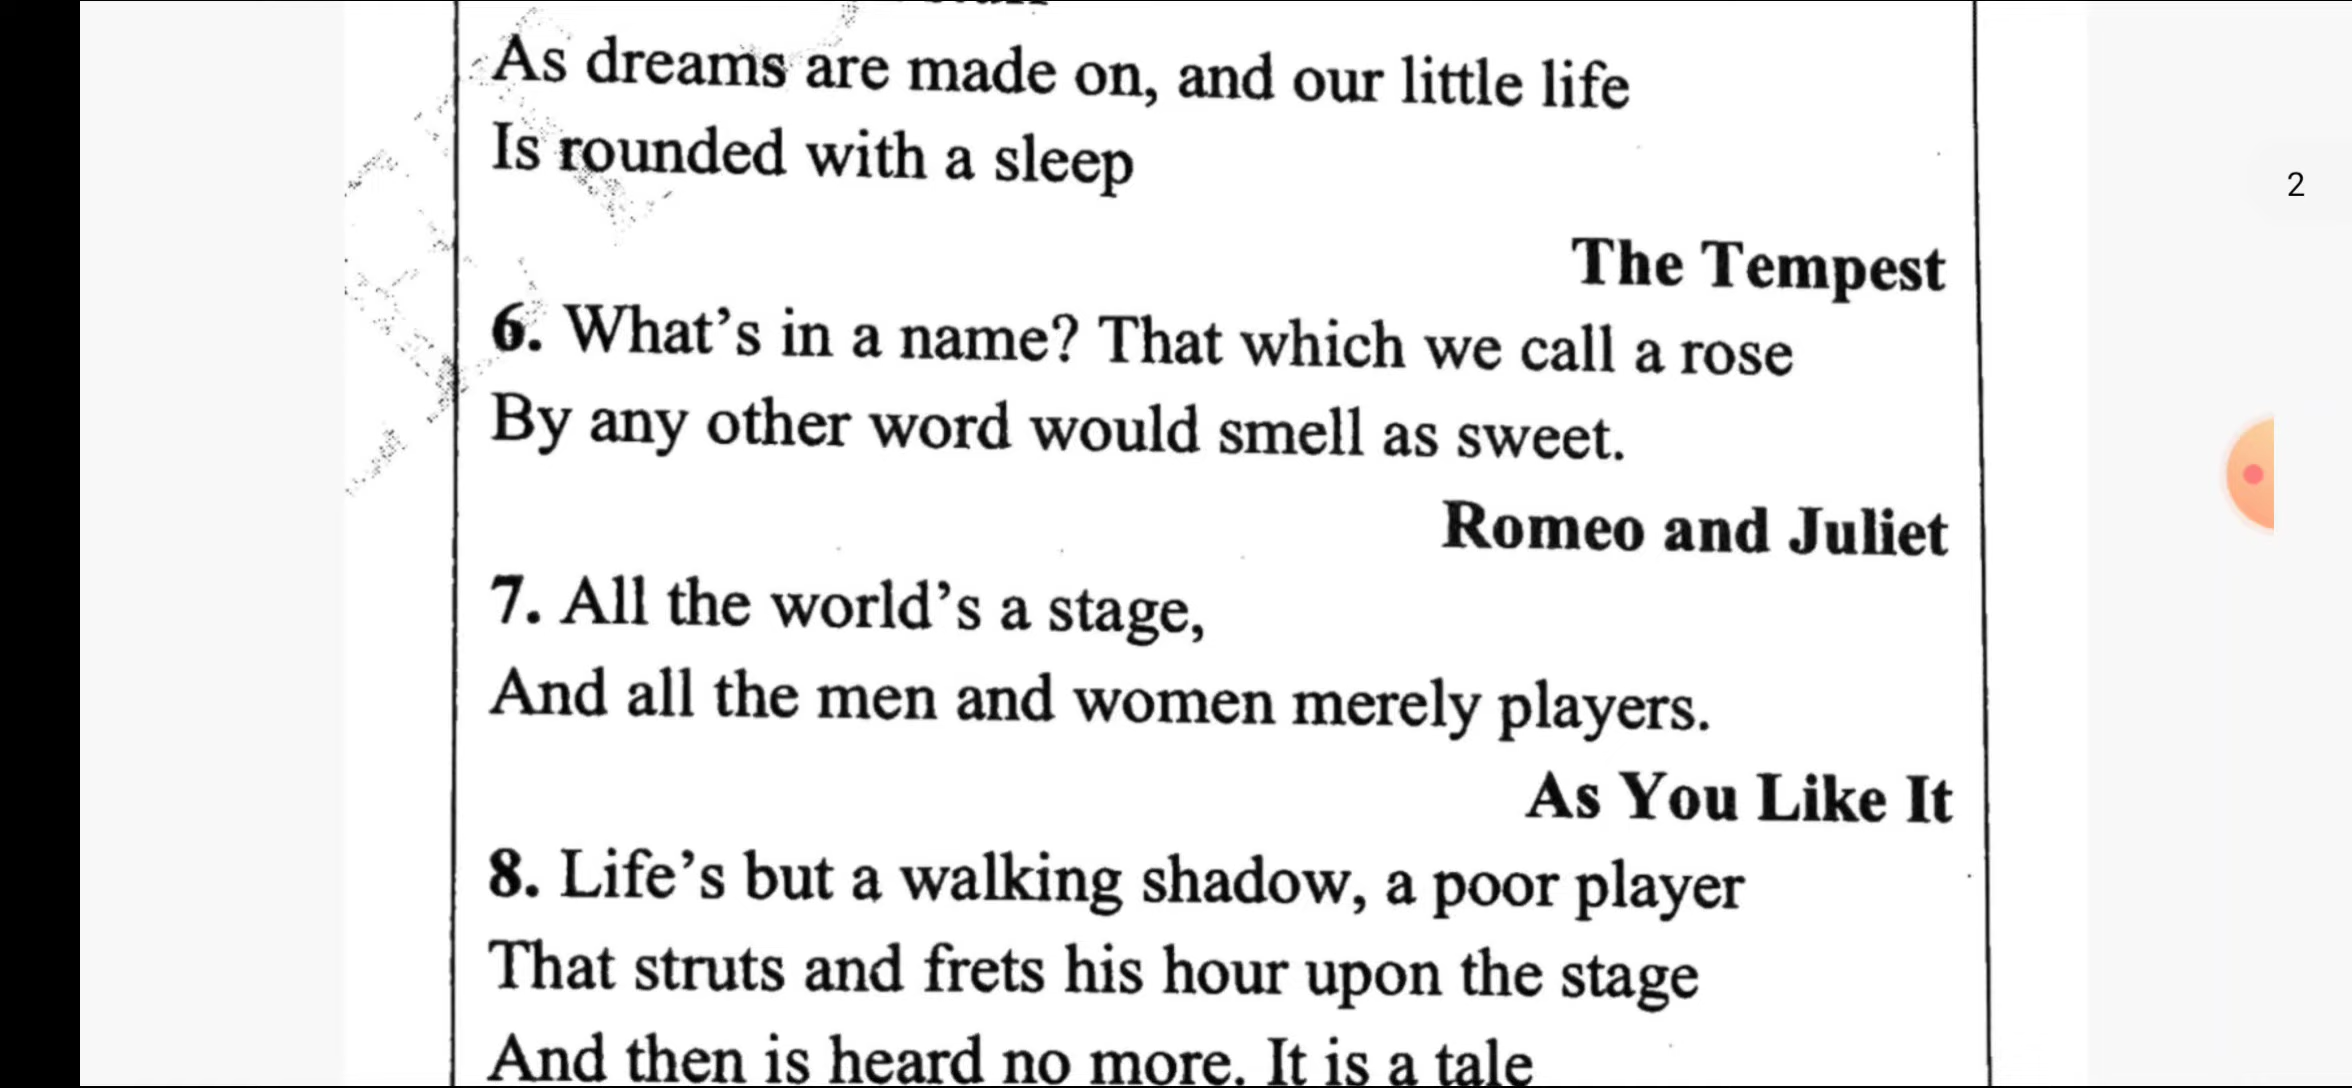 As dreams are made on, and our little life
Is rounded with a sleep
The Tempest
2
6. What's in a name? That which we call a rose
By any other word would smell as sweet.
Romeo and Juliet
7. All the world's a stage,
And all the men and women merely players.
As You Like It
8. Life's but a walking shadow, a poor player
That struts and frets his hour upon the stage
And then is heard no more. It is a tale